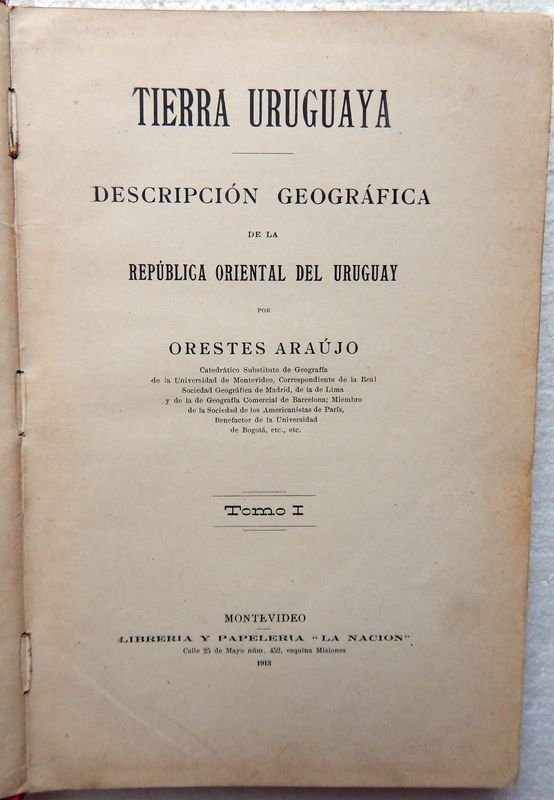 TIERRA URUGUAYA
DESCRIPCIÓN GEOGRÁFICA
DE LA
REPÚBLICA ORIENTAL DEL URUGUAY
POR
ORESTES ARAÚJO
Catedrático Substituto de Geografía
de la Universidad de Montevideo, Correspondiente de la Real
Sociedad Geográfica de Madrid, de la de Lima
y de la de Geografía Comercial de Barcelona; Miembro
de la Sociedad de los Americanistas de París,
Benefactor de la Universidad
de Bogotá, etc., etc.
Tomo I
MONTEVIDEO
LIBRERIA Y PAPELERIA "LA NACION"
Calle 25 de Mayo núm. 452, esquina Misiones
1913